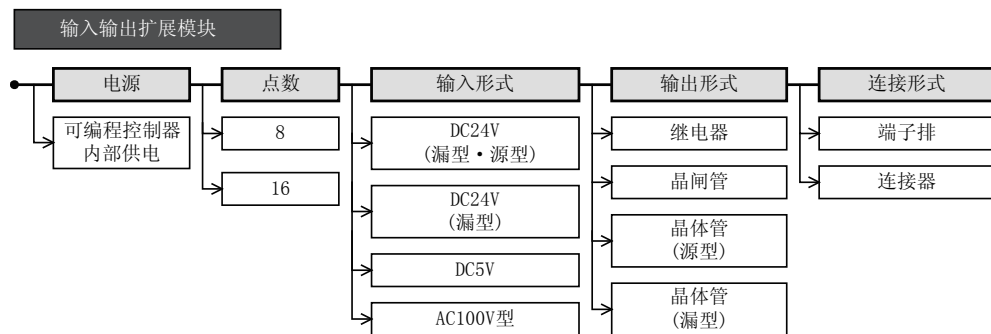 输入输出扩展模块
电源
可编程控制器
内部供电
点数
8
16
输入形式
DC24V
(漏型・源型)
DC24V
(漏型)
DC5V
AC100V型
输出形式
继电器
晶闸管
晶体管
(源型)
晶体管
(漏型)
连接形式
端子排
连接器